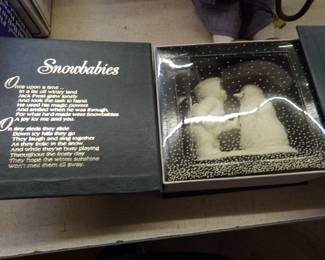 Snowbabies
Once upon a time ...
in a far off wintry land
Jack Frost grew lonely
And took the task in hand.
He used his magic powers
And smiled when he was through,
For what he'd made were Snowbabies
A joy for me and you.
On tiny sleds they slide
Down icy hills they go
They laugh and sing together
As they frolic in the snow.
And while they're busy playing
Throughout the frosty day
They hope the winter sunshine
Won't melt them all away.